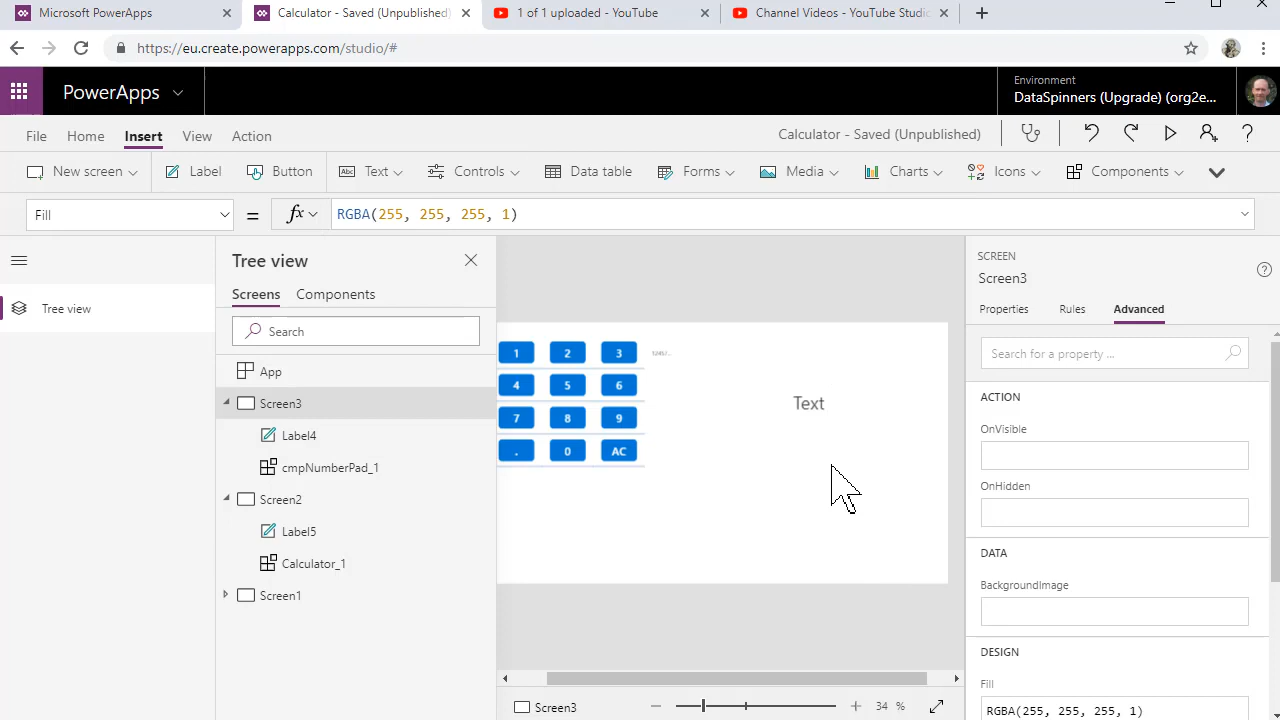 Microsoft PowerApps
Calculator - Saved (Unpublished)
1 of 1 uploaded - YouTube
Channel Videos - YouTube Studio
https://eu.create.powerapps.com/studio/#
PowerApps
Environment
DataSpinners (Upgrade) (org2e...
File Home Insert View Action
Calculator - Saved (Unpublished)
New screen Label Button Text Controls Data table Forms Media Charts Icons Components
Fill = fx RGBA(255, 255, 255, 1)
Tree view
Tree view
Screens Components
Search
App
Screen3
Label4
cmpNumberPad_1
Screen2
Label5
Calculator_1
Screen1
1 2 3
4 5 6
7 8 9
. 0 AC
Text
Screen3
34 %
SCREEN
Screen3
Properties Rules Advanced
Search for a property ...
ACTION
OnVisible
OnHidden
DATA
BackgroundImage
DESIGN
Fill
RGBA(255, 255, 255, 1)